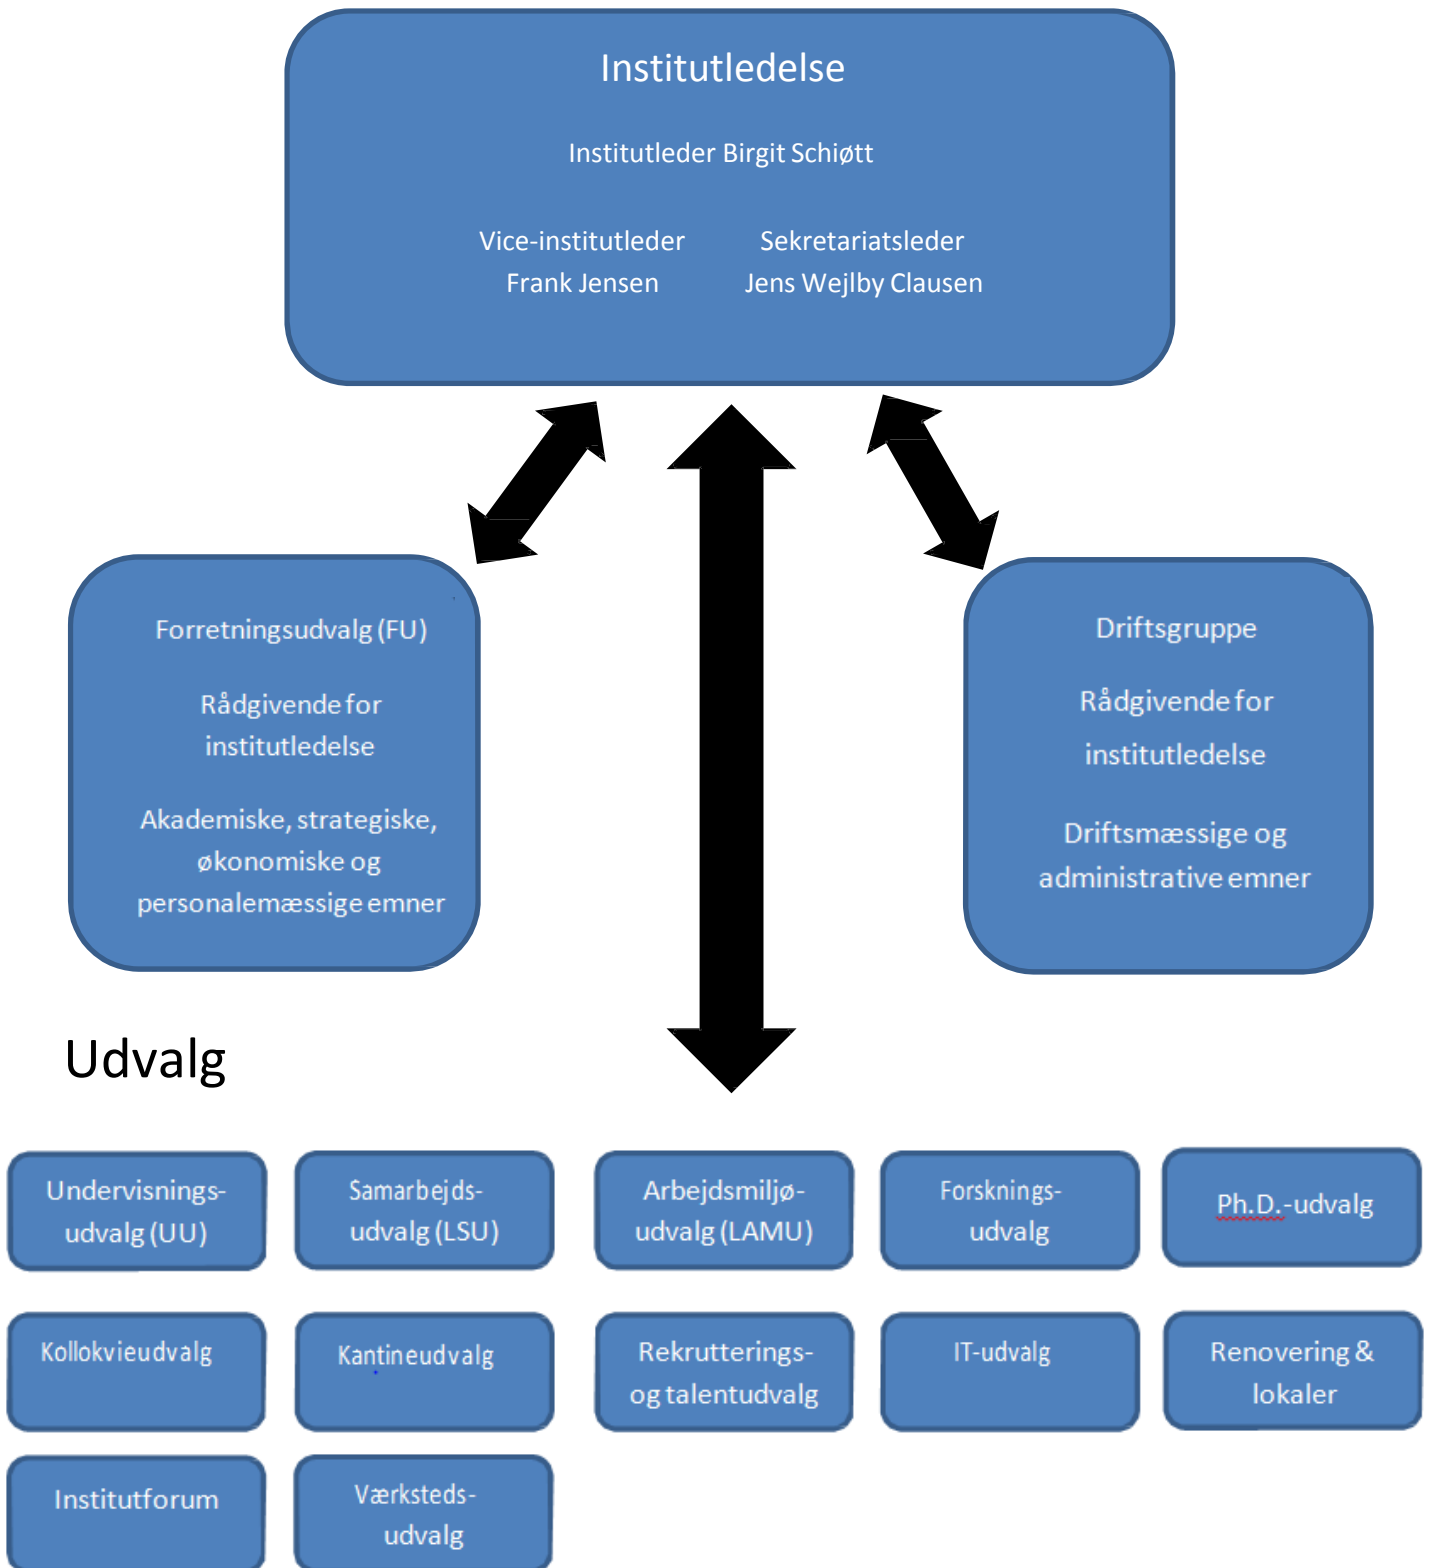 Institutledelse
Institutleder Birgit Schiøtt
Vice-institutleder
Frank Jensen
Sekretariatsleder
Jens Wejlby Clausen
Forretningsudvalg (FU)
Rådgivende for
institutledelse
Akademiske, strategiske,
økonomiske og
personalemæssige emner
Driftsgruppe
Rådgivende for
institutledelse
Driftsmæssige og
administrative emner
Udvalg
Undervisnings-
udvalg (UU)
Samarbejds-
udvalg (LSU)
Arbejdsmiljø-
udvalg (LAMU)
Forsknings-
udvalg
Ph.D.-udvalg
Kollokvieudvalg
Kantineudvalg
Rekrutterings-
og talentudvalg
IT-udvalg
Renovering &
lokaler
Institutforum
Værksteds-
udvalg